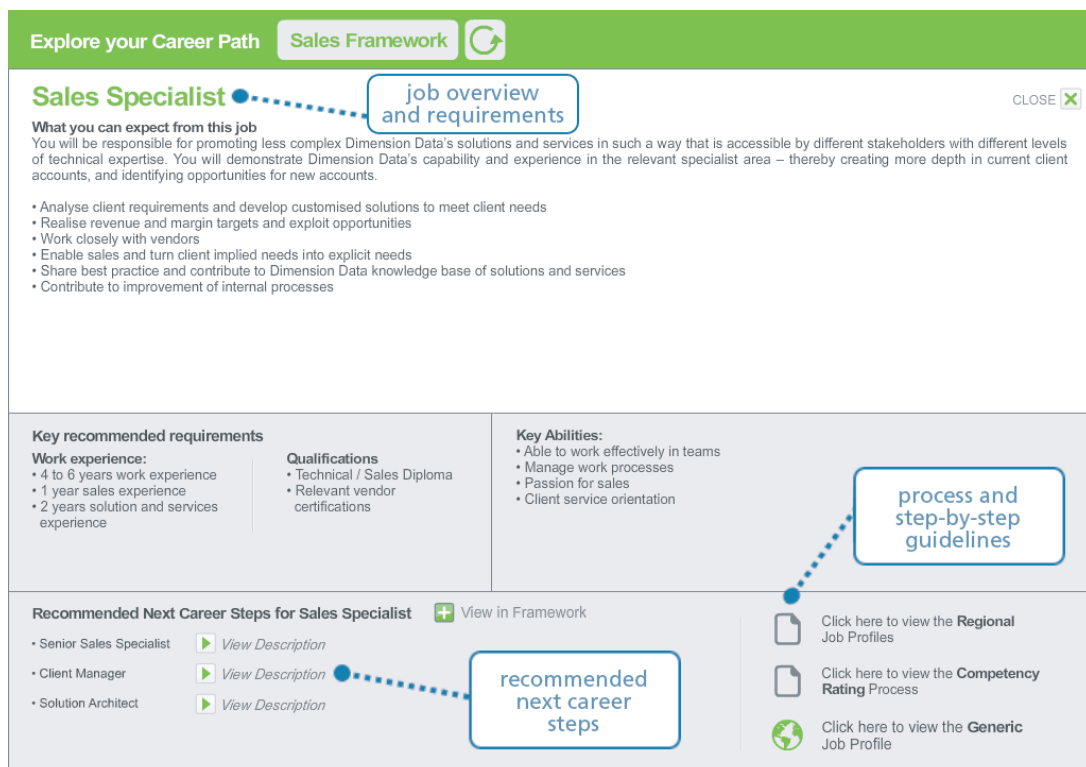 Explore your Career Path
Sales Framework
Sales Specialist
job overview
and requirements
CLOSE
What you can expect from this job
You will be responsible for promoting less complex Dimension Data's solutions and services in such a way that is accessible by different stakeholders with different levels
of technical expertise. You will demonstrate Dimension Data's capability and experience in the relevant specialist area – thereby creating more depth in current client
accounts, and identifying opportunities for new accounts.
• Analyse client requirements and develop customised solutions to meet client needs
• Realise revenue and margin targets and exploit opportunities
• Work closely with vendors
• Enable sales and turn client implied needs into explicit needs
• Share best practice and contribute to Dimension Data knowledge base of solutions and services
• Contribute to improvement of internal processes
Key recommended requirements
Work experience:
• 4 to 6 years work experience
• 1 year sales experience
• 2 years solution and services
experience
Qualifications
• Technical / Sales Diploma
• Relevant vendor
certifications
Key Abilities:
• Able to work effectively in teams
• Manage work processes
• Passion for sales
• Client service orientation
process and
step-by-step
guidelines
Recommended Next Career Steps for Sales Specialist
View in Framework
• Senior Sales Specialist View Description
• Client Manager View Description
• Solution Architect View Description
recommended
next career
steps
Click here to view the Regional
Job Profiles
Click here to view the Competency
Rating Process
Click here to view the Generic
Job Profile